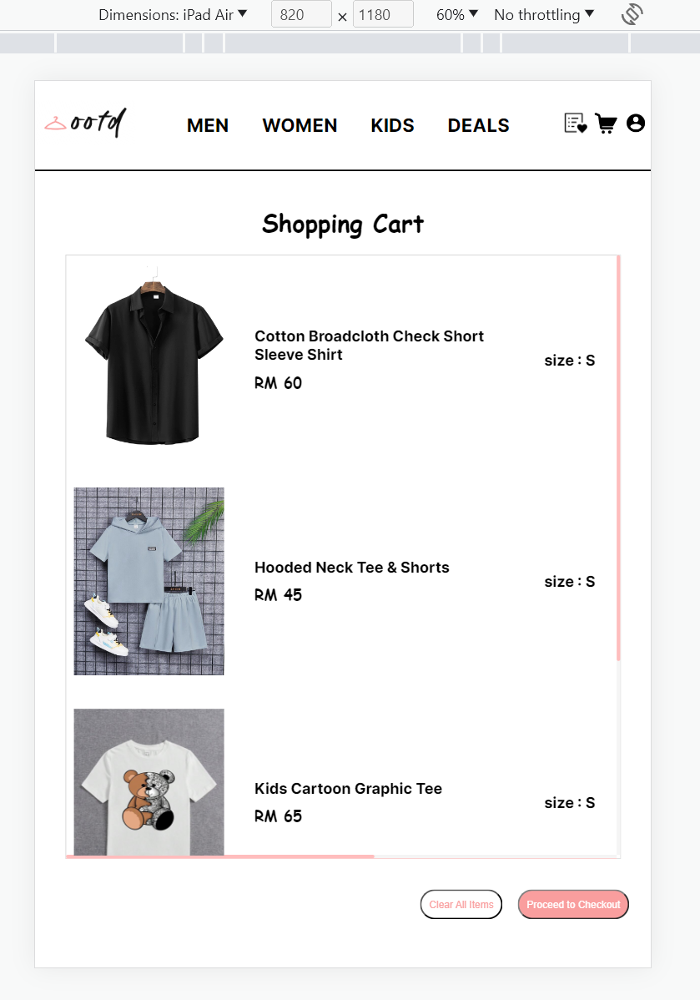 Dimensions: iPad Air ▼ 820 × 1180 60% ▼ No throttling ▼
ootd MEN WOMEN KIDS DEALS
Shopping Cart
Cotton Broadcloth Check Short
Sleeve Shirt
size : S
RM 60
Hooded Neck Tee & Shorts
size : S
RM 45
Kids Cartoon Graphic Tee
size : S
RM 65
Clear All Items Proceed to Checkout